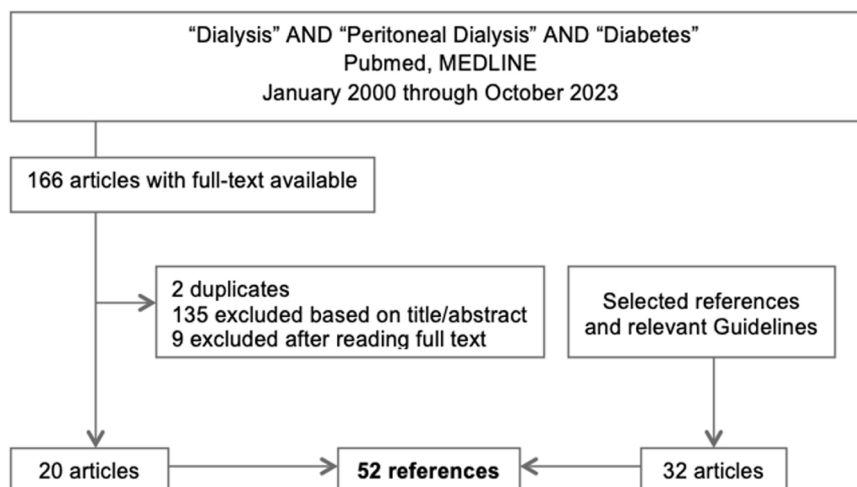 “Dialysis” AND “Peritoneal Dialysis” AND “Diabetes”
Pubmed, MEDLINE
January 2000 through October 2023
166 articles with full-text available
2 duplicates
135 excluded based on title/abstract
9 excluded after reading full text
Selected references
and relevant Guidelines
20 articles
52 references
32 articles